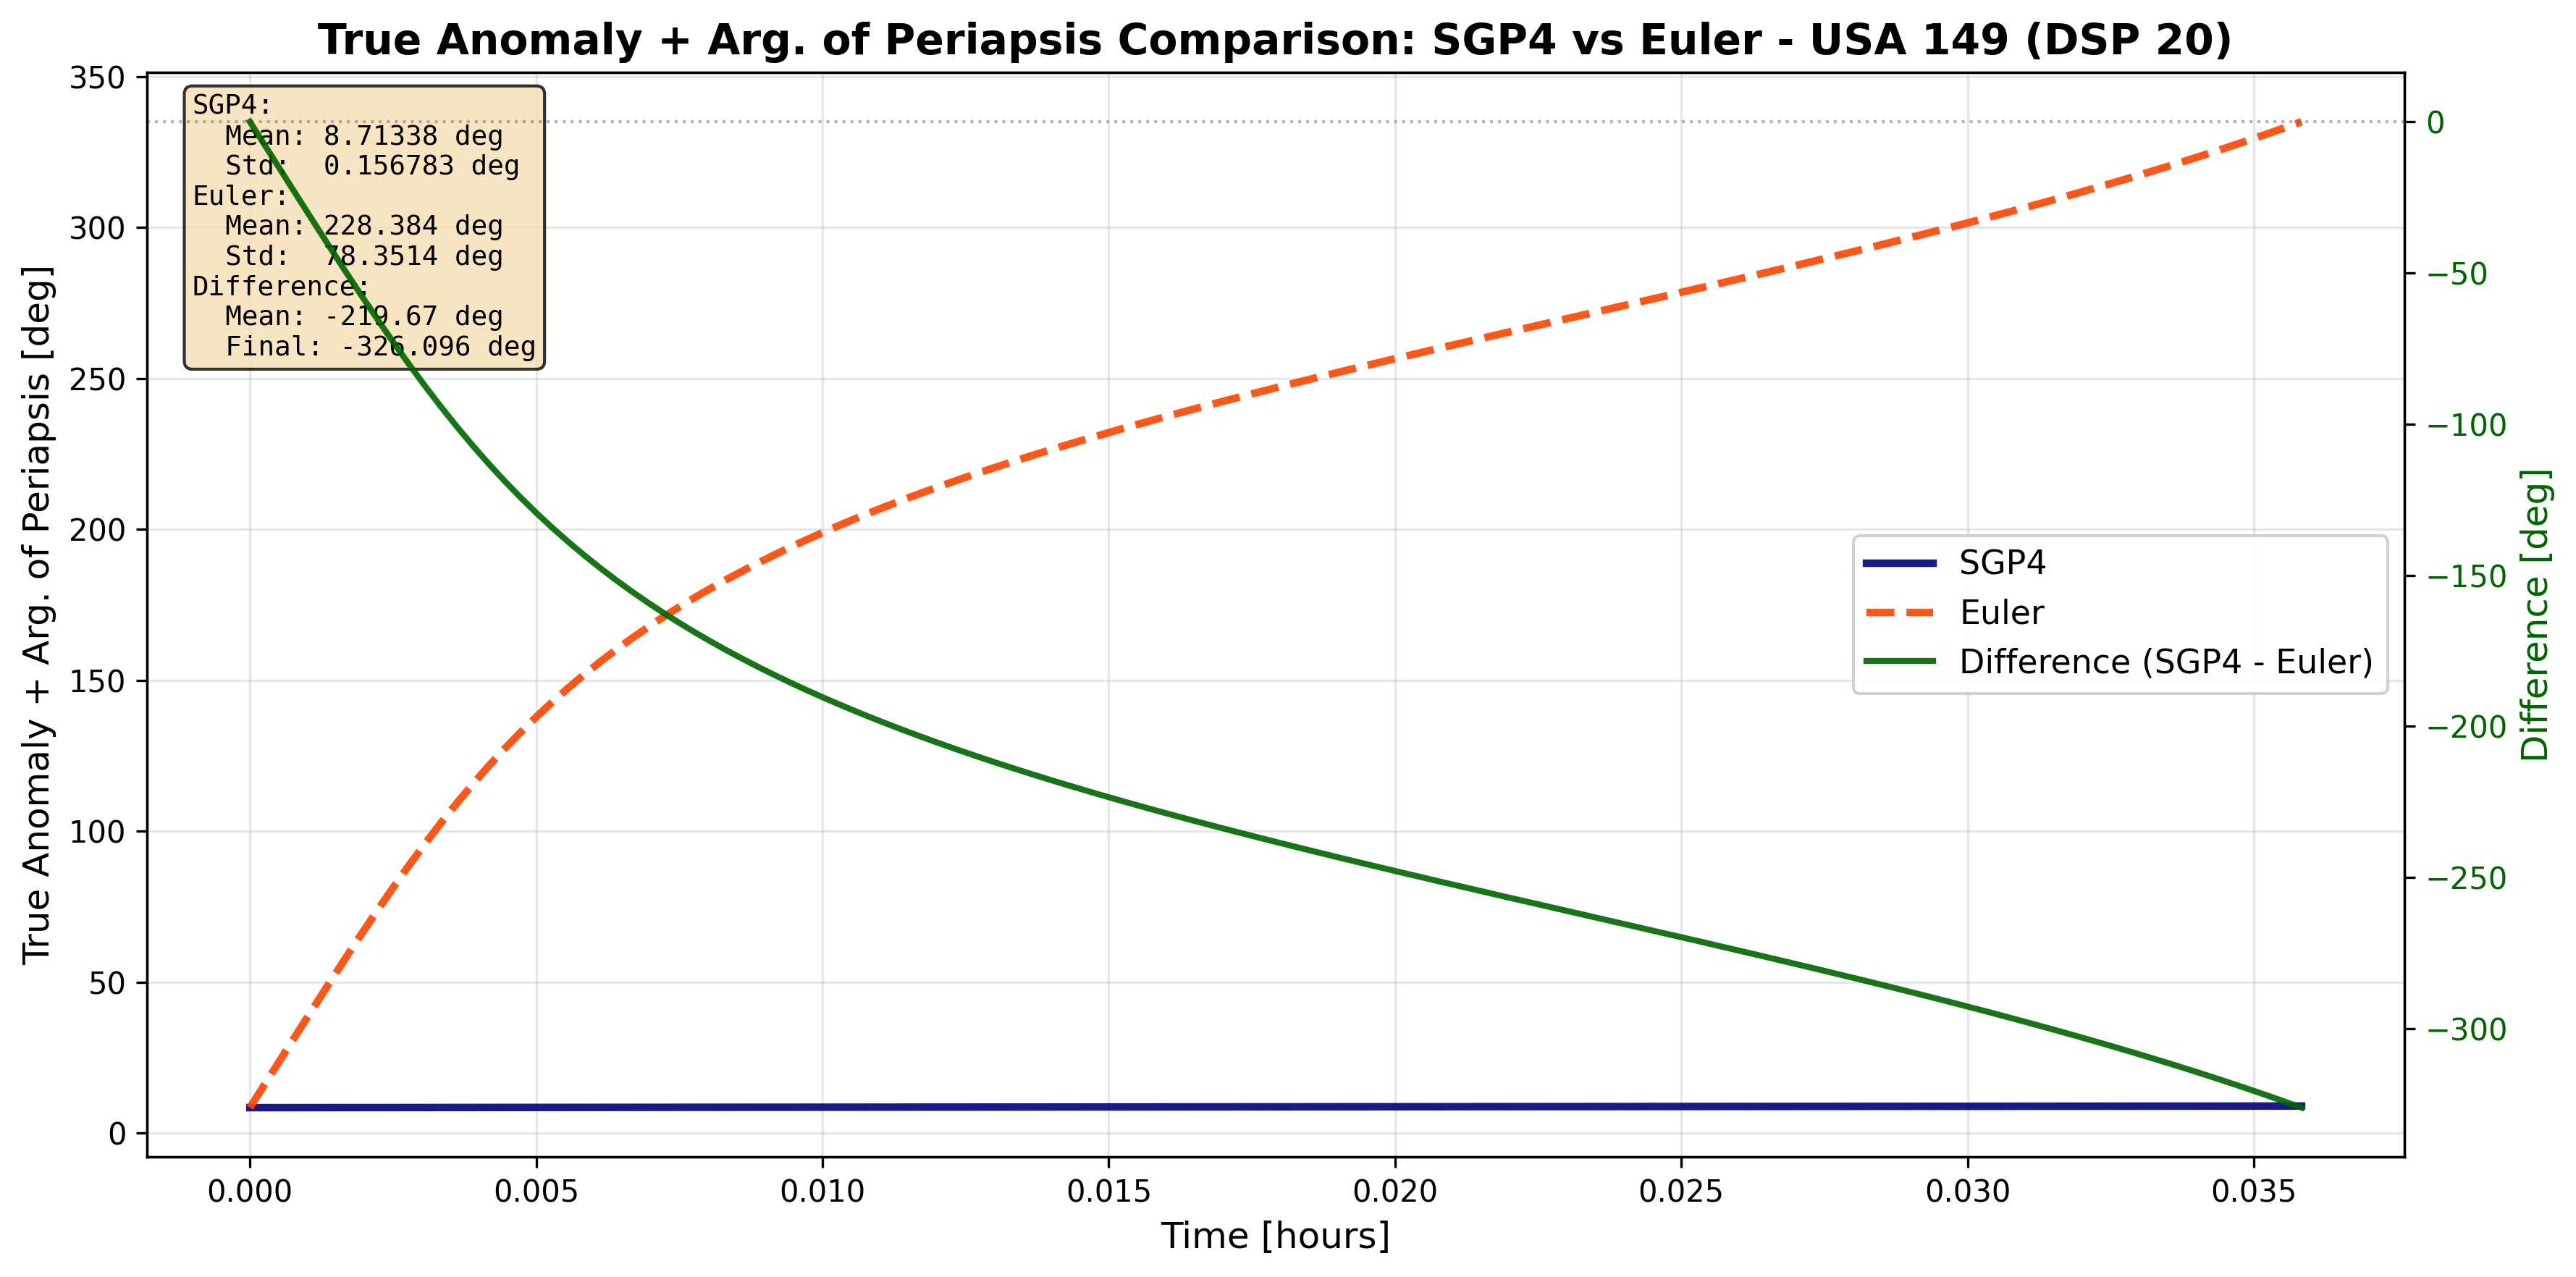 True Anomaly + Arg. of Periapsis Comparison: SGP4 vs Euler - USA 149 (DSP 20)
True Anomaly + Arg. of Periapsis [deg]
350
300
250
200
150
100
50
0
SGP4:
Mean: 8.71338 deg
Std: 0.156783 deg
Euler:
Mean: 228.384 deg
Std: 78.3514 deg
Difference:
Mean: -219.67 deg
Final: -326.096 deg
SGP4
Euler
Difference (SGP4 - Euler)
0
−50
−100
−150
−200
−250
−300
Difference [deg]
0.000 0.005 0.010 0.015 0.020 0.025 0.030 0.035
Time [hours]